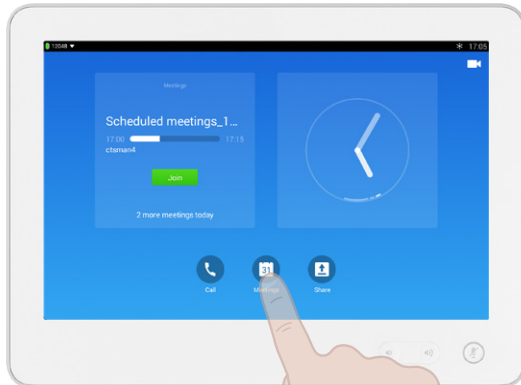 12048
17:05
Meetings
Scheduled meetings_1...
17:00 17:15
ctsman4
Join
2 more meetings today
31
Call Meetings Share